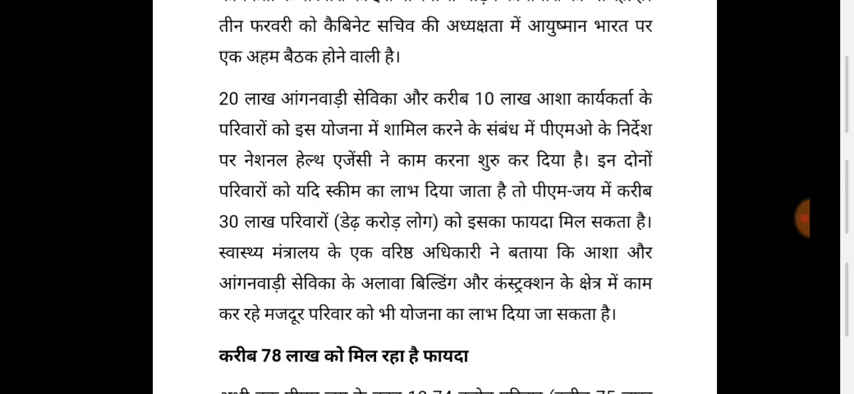 तीन फरवरी को कैबिनेट सचिव की अध्यक्षता में आयुष्मान भारत पर
एक अहम बैठक होने वाली है।
20 लाख आंगनवाड़ी सेविका और करीब 10 लाख आशा कार्यकर्ता के
परिवारों को इस योजना में शामिल करने के संबंध में पीएमओ के निर्देश
पर नेशनल हेल्थ एजेंसी ने काम करना शुरु कर दिया है। इन दोनों
परिवारों को यदि स्कीम का लाभ दिया जाता है तो पीएम-जय में करीब
30 लाख परिवारों (डेढ़ करोड़ लोग) को इसका फायदा मिल सकता है।
स्वास्थ्य मंत्रालय के एक वरिष्ठ अधिकारी ने बताया कि आशा और
आंगनवाड़ी सेविका के अलावा बिल्डिंग और कंस्ट्रक्शन के क्षेत्र में काम
कर रहे मजदूर परिवार को भी योजना का लाभ दिया जा सकता है।
करीब 78 लाख को मिल रहा है फायदा